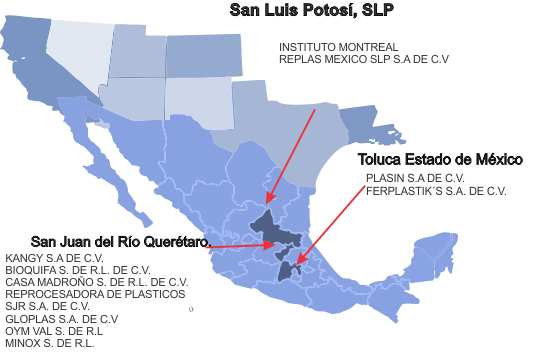 San Luis Potosí, SLP
INSTITUTO MONTREAL
REPLAS MEXICO SLP S.A DE C.V
Toluca Estado de México
PLASIN S.A DE C.V.
FERPLASTIK´S S.A. DE C.V.
San Juan del Río Querétaro,
KANGY S.A DE C.V.
BIOQUIFA S. DE R.L. DE C.V.
CASA MADROÑO S. DE R.L. DE C.V.
REPROCESADORA DE PLASTICOS
SJR S.A. DE C.V.
GLOPLAS S.A. DE C.V
OYM VAL S. DE R.L
MINOX S. DE R.L.